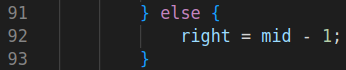 91 } else {
92 right = mid - 1;
93 }